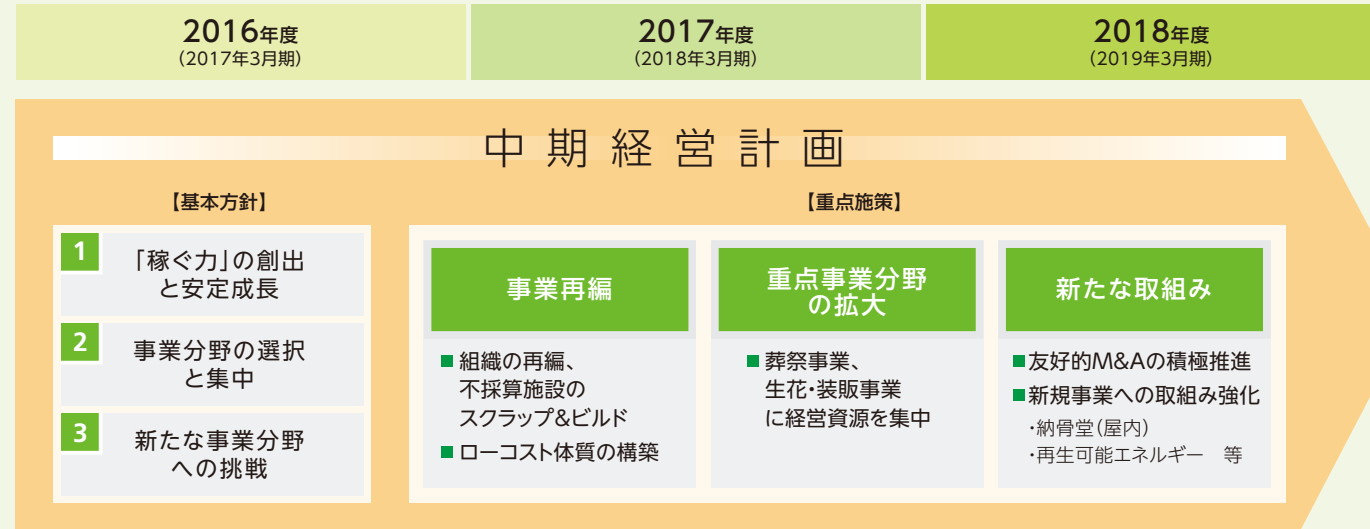 2016年度
(2017年3月期)
2017年度
(2018年3月期)
2018年度
(2019年3月期)
中期経営計画
【基本方針】
1
「稼ぐ力」の創出
と安定成長
2
事業分野の選択
と集中
3
新たな事業分野
への挑戦
【重点施策】
事業再編
■組織の再編、
不採算施設の
スクラップ&ビルド
■ローコスト体質の構築
重点事業分野
の拡大
■葬祭事業、
生花・装販事業
に経営資源を集中
新たな取組み
■友好的M&Aの積極推進
■新規事業への取組み強化
・納骨堂(屋内)
・再生可能エネルギー　等